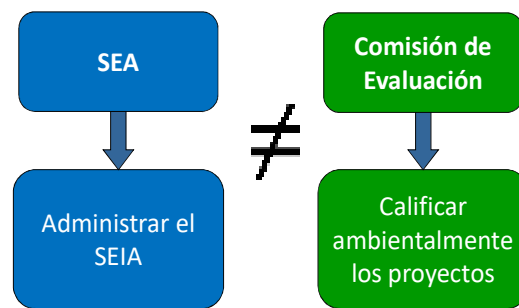 SEA
Administrar el
SEIA
≠
Comisión de
Evaluación
Calificar
ambientalmente
los proyectos